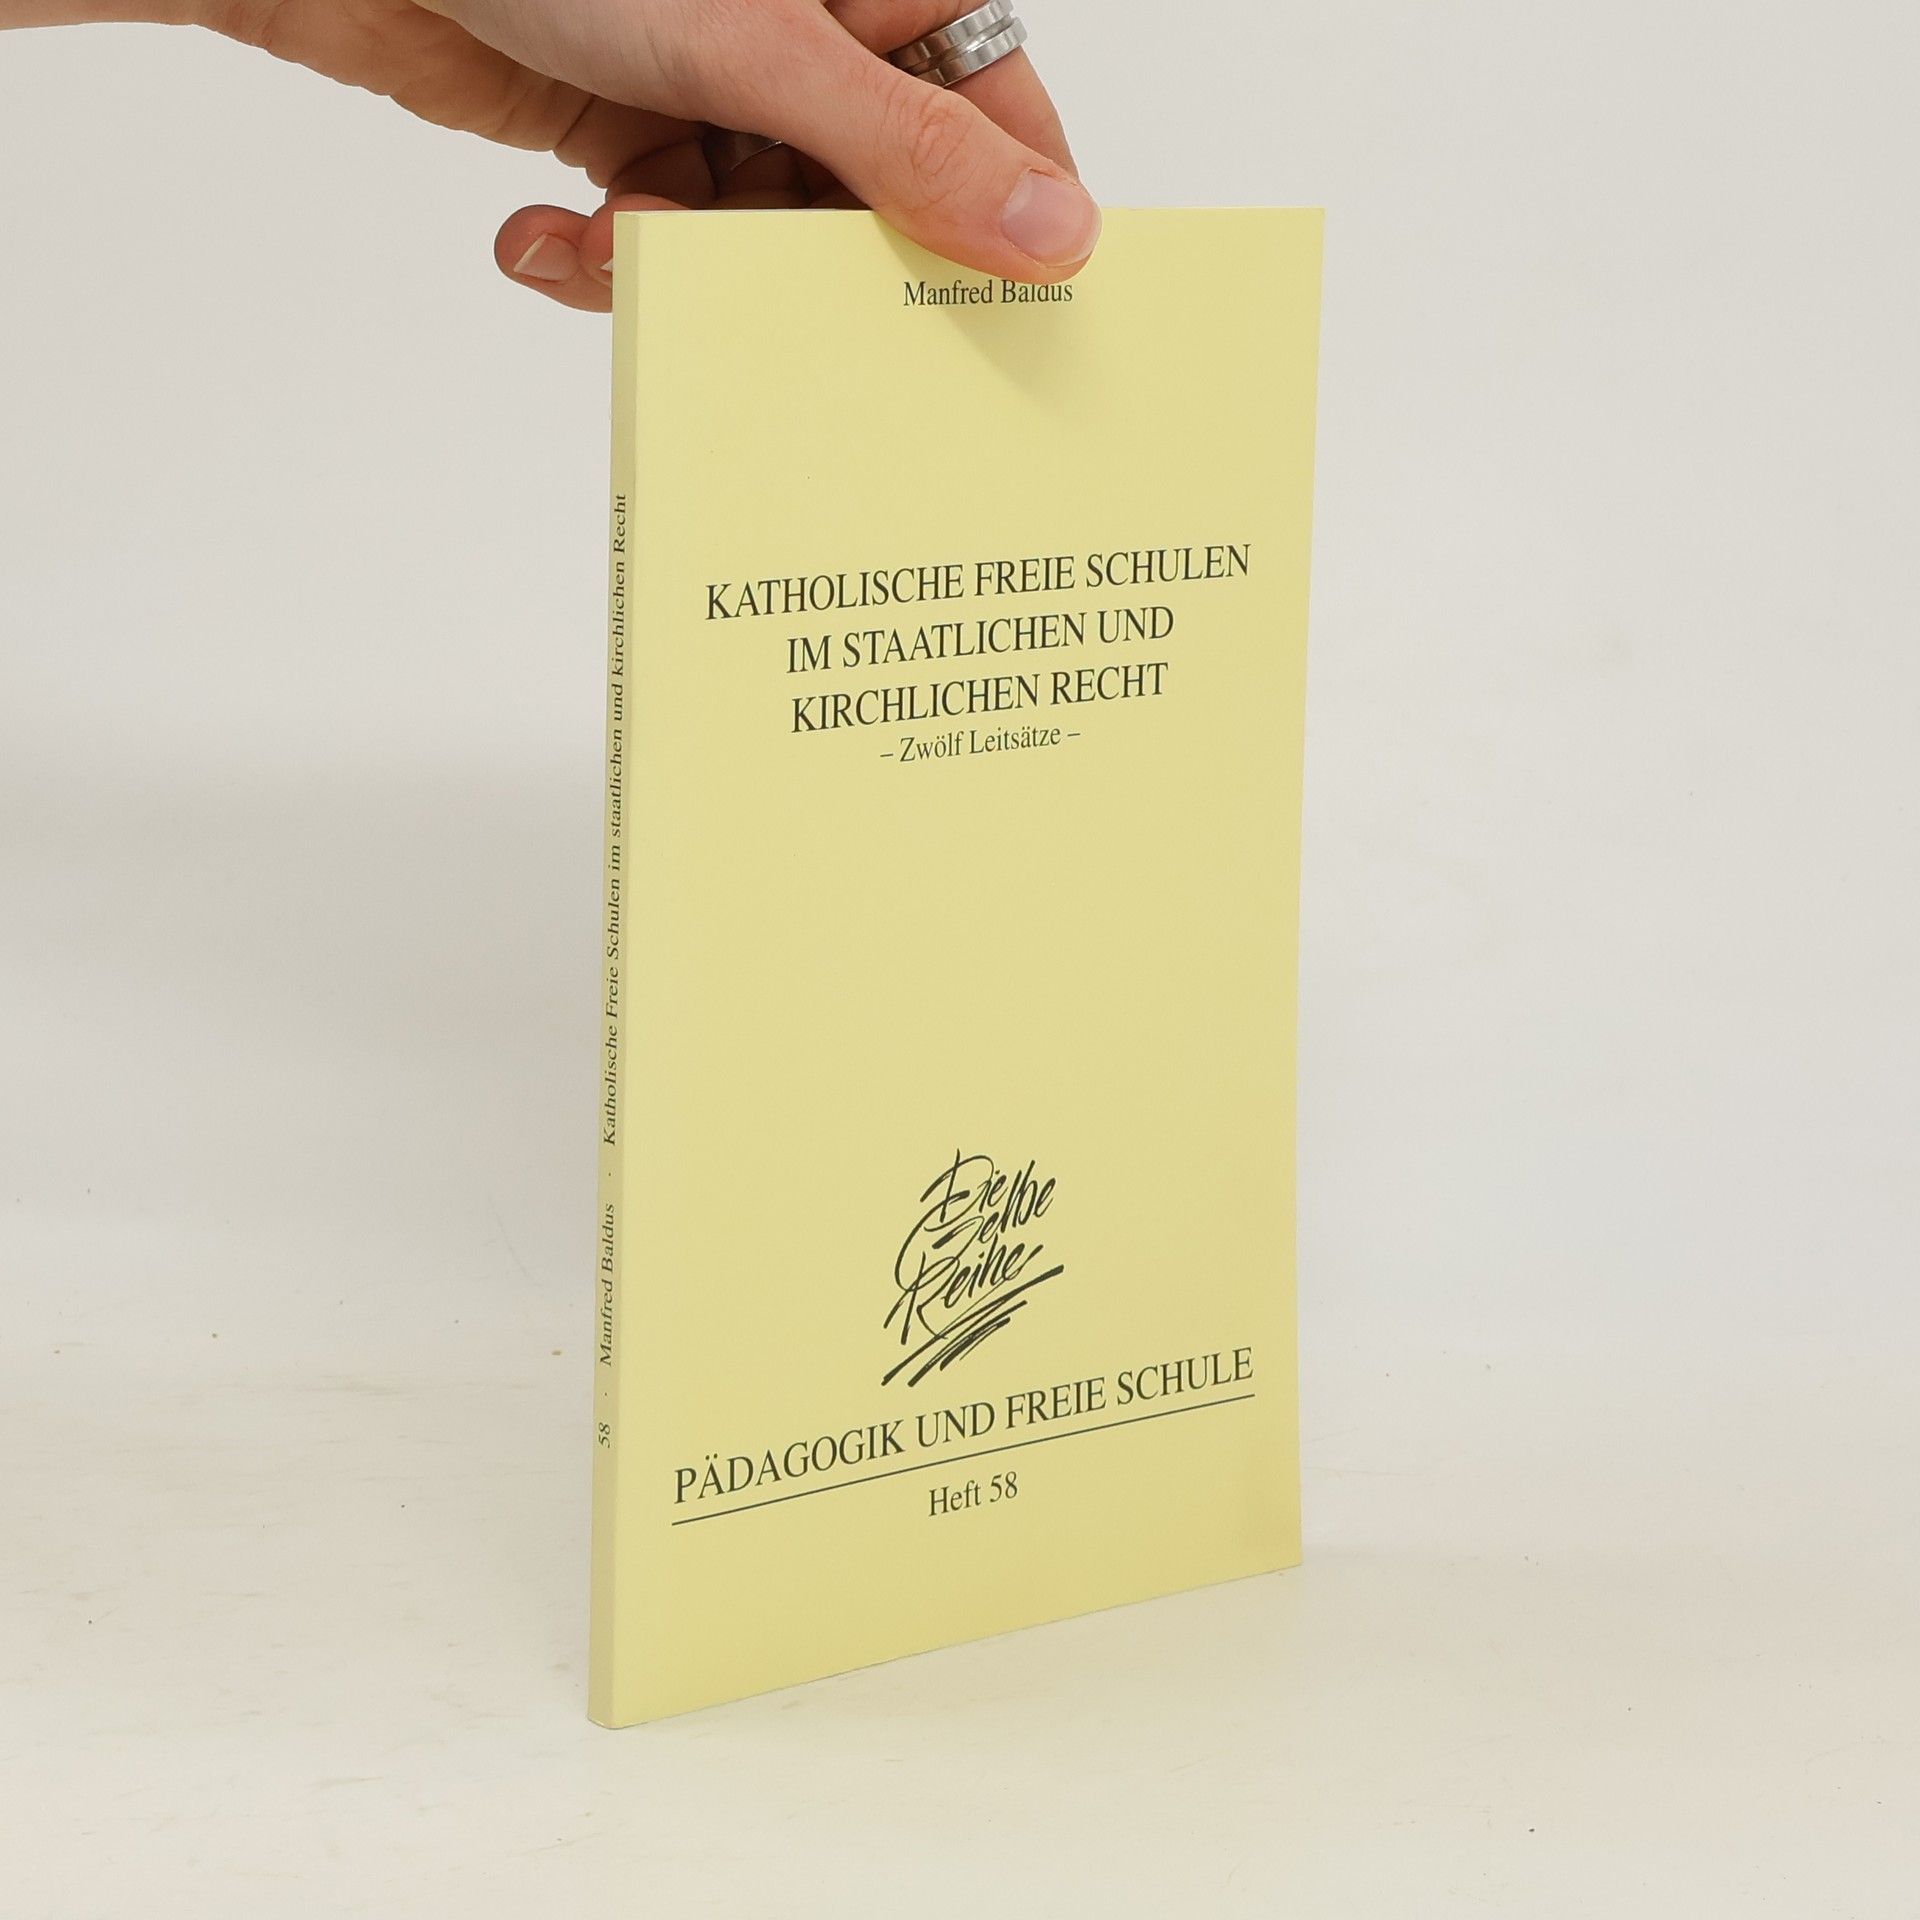 Manfred Baldus
KATHOLISCHE FREIE SCHULEN
IM STAATLICHEN UND
KIRCHLICHEN RECHT
– Zwölf Leitsätze –
Die
Gelbe
Reihe
PÄDAGOGIK UND FREIE SCHULE
Heft 58
58 · Manfred Baldus · Katholische Freie Schulen im staatlichen und kirchlichen Recht